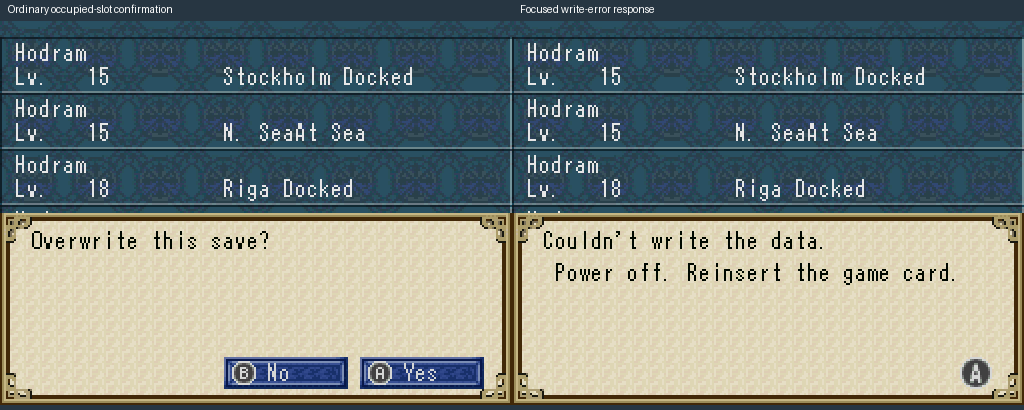 Ordinary occupied-slot confirmation
Hodram
Lv. 15 Stockholm Docked
Hodram
Lv. 15 N. SeaAt Sea
Hodram
Lv. 18 Riga Docked
Overwrite this save?
B No A Yes
Focused write-error response
Hodram
Lv. 15 Stockholm Docked
Hodram
Lv. 15 N. SeaAt Sea
Hodram
Lv. 18 Riga Docked
Couldn't write the data.
Power off. Reinsert the game card.
A